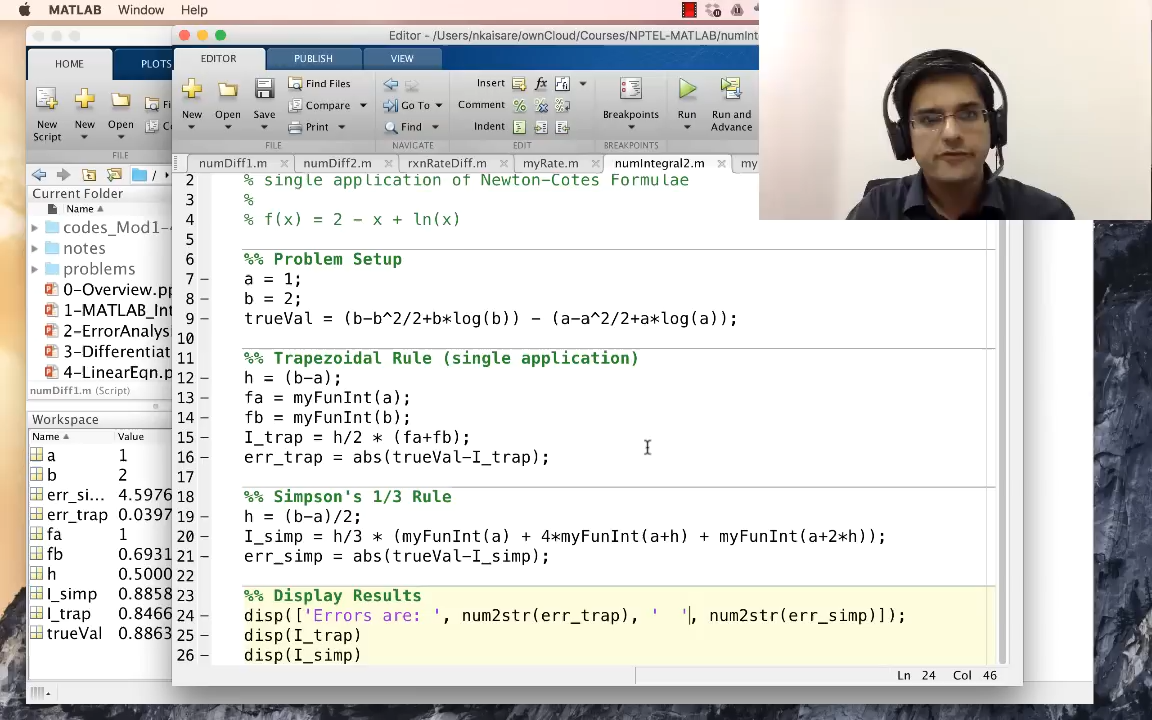 MATLAB Window Help
Editor - /Users/nkaisare/ownCloud/Courses/NPTEL-MATLAB/numInt
HOME PLOTS
EDITOR PUBLISH VIEW
New Script New Open
FILE
New Open Save
Find Files
Compare
Print
FILE
Go To
Find
NAVIGATE
Insert
Comment
Indent
EDIT
Breakpoints
BREAKPOINTS
Run
Run and Advance
numDiff1.m numDiff2.m rxnRateDiff.m myRate.m numIntegral2.m my
Current Folder
Name
codes_Mod1-4
notes
problems
0-Overview.pp
1-MATLAB_Int
2-ErrorAnalys
3-Differentiat
4-LinearEqn.p
numDiff1.m (Script)
Workspace
Name Value
a 1
b 2
err_si... 4.5976
err_trap 0.0397
fa 1
fb 0.6931
h 0.5000
I_simp 0.8858
I_trap 0.8466
trueVal 0.8863
2 % single application of Newton-Cotes Formulae
3 %
4 % f(x) = 2 - x + ln(x)
5
6 %% Problem Setup
7 a = 1;
8 b = 2;
9 trueVal = (b-b^2/2+b*log(b)) - (a-a^2/2+a*log(a));
10
11 %% Trapezoidal Rule (single application)
12 h = (b-a);
13 fa = myFunInt(a);
14 fb = myFunInt(b);
15 I_trap = h/2 * (fa+fb);
16 err_trap = abs(trueVal-I_trap);
17
18 %% Simpson's 1/3 Rule
19 h = (b-a)/2;
20 I_simp = h/3 * (myFunInt(a) + 4*myFunInt(a+h) + myFunInt(a+2*h));
21 err_simp = abs(trueVal-I_simp);
22
23 %% Display Results
24 disp(['Errors are: ', num2str(err_trap), '  ', num2str(err_simp)]);
25 disp(I_trap)
26 disp(I_simp)
Ln 24 Col 46